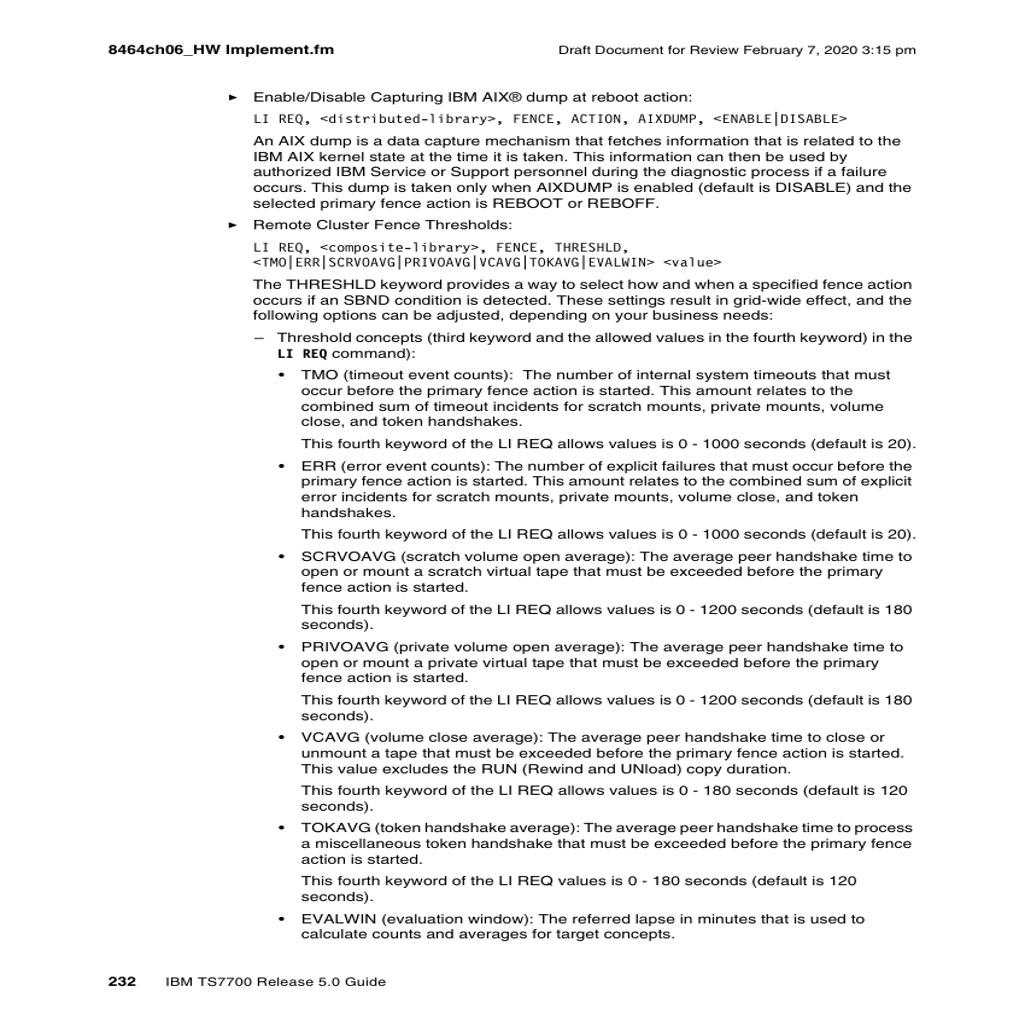 8464ch06_HW Implement.fm Draft Document for Review February 7, 2020 3:15 pm
► Enable/Disable Capturing IBM AIX® dump at reboot action:
LI REQ, <distributed-library>, FENCE, ACTION, AIXDUMP, <ENABLE|DISABLE>
An AIX dump is a data capture mechanism that fetches information that is related to the
IBM AIX kernel state at the time it is taken. This information can then be used by
authorized IBM Service or Support personnel during the diagnostic process if a failure
occurs. This dump is taken only when AIXDUMP is enabled (default is DISABLE) and the
selected primary fence action is REBOOT or REBOFF.
► Remote Cluster Fence Thresholds:
LI REQ, <composite-library>, FENCE, THRESHLD,
<TMO|ERR|SCRVOAVG|PRIVOAVG|VCAVG|TOKAVG|EVALWIN> <value>
The THRESHLD keyword provides a way to select how and when a specified fence action
occurs if an SBND condition is detected. These settings result in grid-wide effect, and the
following options can be adjusted, depending on your business needs:
– Threshold concepts (third keyword and the allowed values in the fourth keyword) in the
LI REQ command):
• TMO (timeout event counts): The number of internal system timeouts that must
occur before the primary fence action is started. This amount relates to the
combined sum of timeout incidents for scratch mounts, private mounts, volume
close, and token handshakes.
This fourth keyword of the LI REQ allows values is 0 - 1000 seconds (default is 20).
• ERR (error event counts): The number of explicit failures that must occur before the
primary fence action is started. This amount relates to the combined sum of explicit
error incidents for scratch mounts, private mounts, volume close, and token
handshakes.
This fourth keyword of the LI REQ allows values is 0 - 1000 seconds (default is 20).
• SCRVOAVG (scratch volume open average): The average peer handshake time to
open or mount a scratch virtual tape that must be exceeded before the primary
fence action is started.
This fourth keyword of the LI REQ allows values is 0 - 1200 seconds (default is 180
seconds).
• PRIVOAVG (private volume open average): The average peer handshake time to
open or mount a private virtual tape that must be exceeded before the primary
fence action is started.
This fourth keyword of the LI REQ allows values is 0 - 1200 seconds (default is 180
seconds).
• VCAVG (volume close average): The average peer handshake time to close or
unmount a tape that must be exceeded before the primary fence action is started.
This value excludes the RUN (Rewind and UNload) copy duration.
This fourth keyword of the LI REQ allows values is 0 - 180 seconds (default is 120
seconds).
• TOKAVG (token handshake average): The average peer handshake time to process
a miscellaneous token handshake that must be exceeded before the primary fence
action is started.
This fourth keyword of the LI REQ values is 0 - 180 seconds (default is 120
seconds).
• EVALWIN (evaluation window): The referred lapse in minutes that is used to
calculate counts and averages for target concepts.
232 IBM TS7700 Release 5.0 Guide